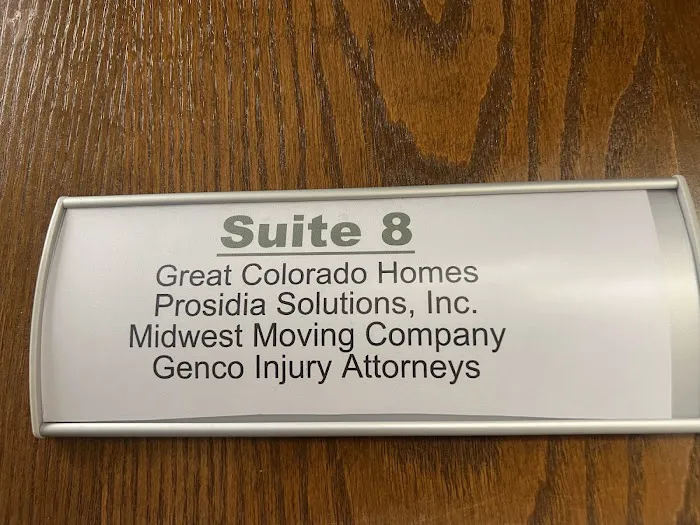 Suite 8
Great Colorado Homes
Prosidia Solutions, Inc.
Midwest Moving Company
Genco Injury Attorneys